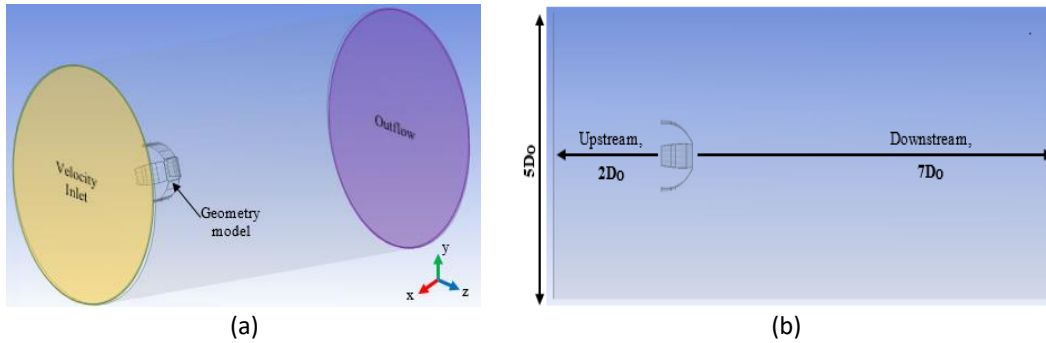 Velocity
Inlet
Geometry
model
Outflow
y
x
z
(a)
5D₀
Upstream,
2D₀
Downstream,
7D₀
(b)